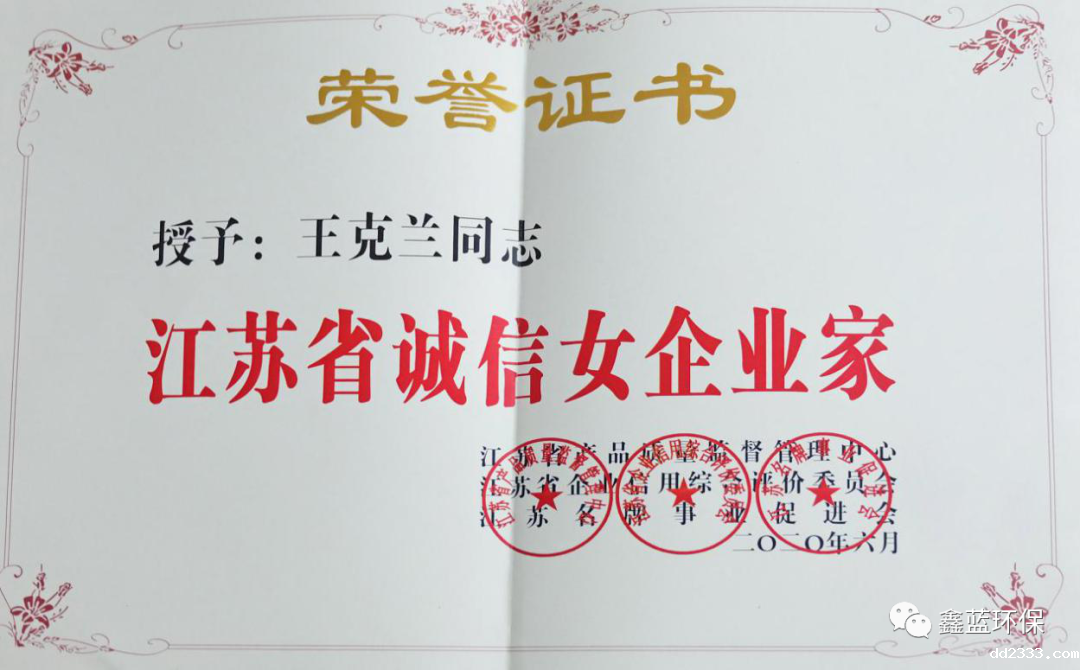 荣誉证书
授予：王克兰同志
江苏省诚信女企业家
江苏省产品质量监督管理中心
江苏省企业信用综合评价委员会
江苏名牌事业促进会
二〇二〇年六月
鑫蓝环保
dd2333.com